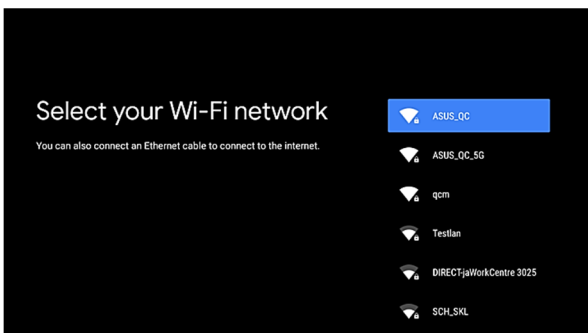 Select your Wi-Fi network
You can also connect an Ethernet cable to connect to the internet.
ASUS_QC
ASUS_QC_5G
qcm
Testlan
DIRECT-jaWorkCentre 3025
SCH_SKL